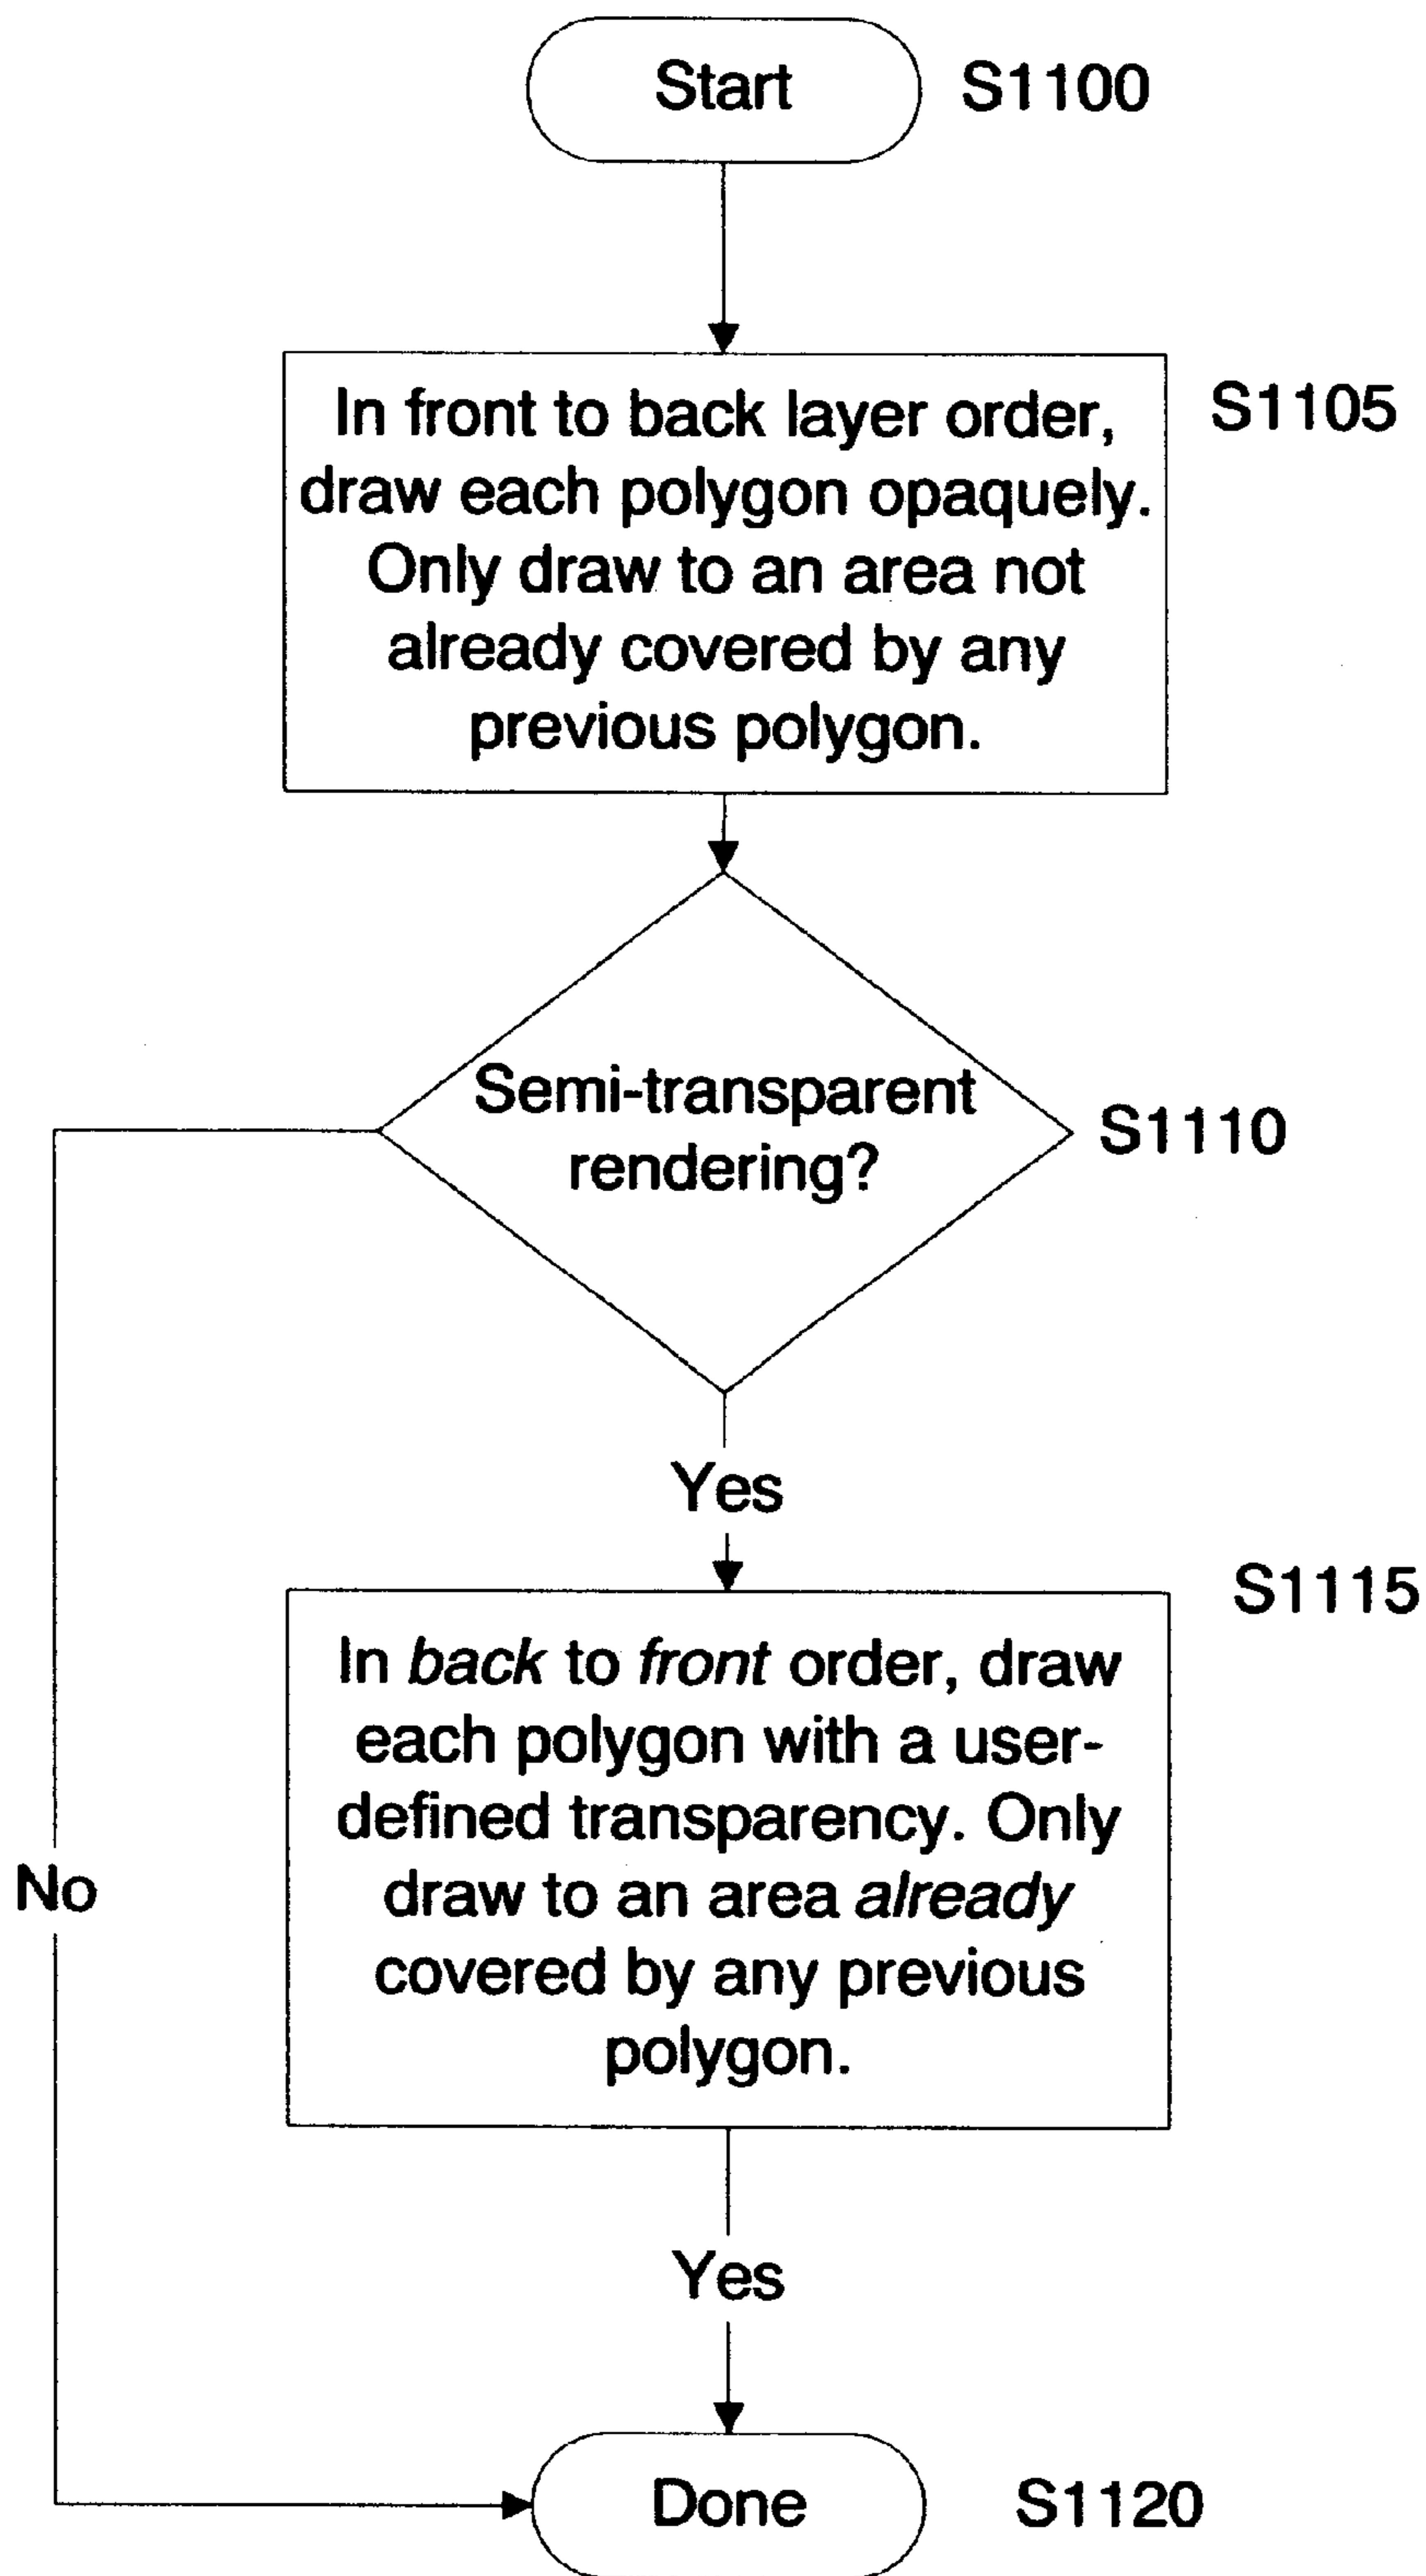 Start
S1100
In front to back layer order,
draw each polygon opaquely.
Only draw to an area not
already covered by any
previous polygon.
S1105
Semi-transparent
rendering?
S1110
Yes
S1115
In back to front order, draw
each polygon with a user-
defined transparency. Only
draw to an area already
covered by any previous
polygon.
No
Yes
Done
S1120